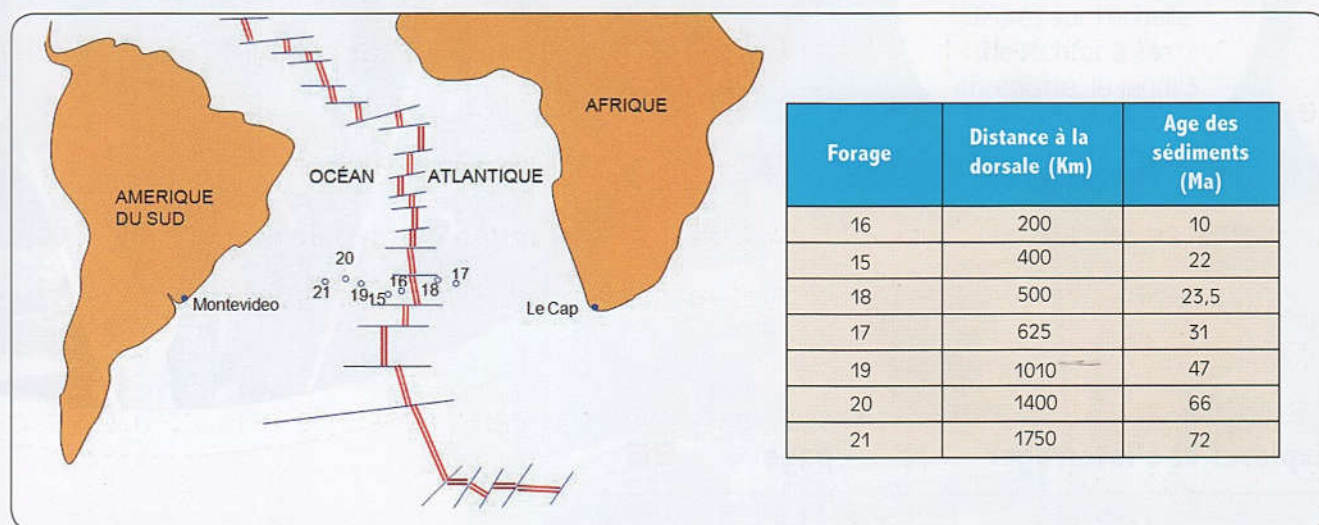 AFRIQUE
OCÉAN ATLANTIQUE
AMERIQUE
DU SUD
20
17
21
19
15
16
18
Montevideo
Le Cap
Forage
Distance à la
dorsale (Km)
Age des
sédiments
(Ma)
16 200 10
15 400 22
18 500 23,5
17 625 31
19 1010 47
20 1400 66
21 1750 72